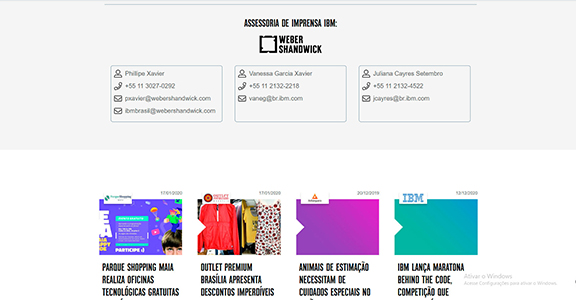 ASSESSORIA DE IMPRENSA IBM:
WEBER
SHANDWICK
Phillipe Xavier
+55 11 3027-0292
pxavier@webershandwick.com
ibmbrasil@webershandwick.com
Vanessa Garcia Xavier
+55 11 2132-2218
vaneg@br.ibm.com
Juliana Cayres Setembro
+55 11 2132-4522
jcayres@br.ibm.com
17/01/2020
PARTICIPE
PARQUE SHOPPING MAIA
REALIZA OFICINAS
TECNOLÓGICAS GRATUITAS
17/01/2020
OUTLET PREMIUM
BRASÍLIA APRESENTA
DESCONTOS IMPERDÍVEIS
20/12/2019
ANIMAIS DE ESTIMAÇÃO
NECESSITAM DE
CUIDADOS ESPECIAIS NO
12/12/2020
IBM
IBM LANÇA MARATONA
BEHIND THE CODE,
COMPETIÇÃO QUE
Ativar o Windows
Acesse Configurações para ativar o Windows.